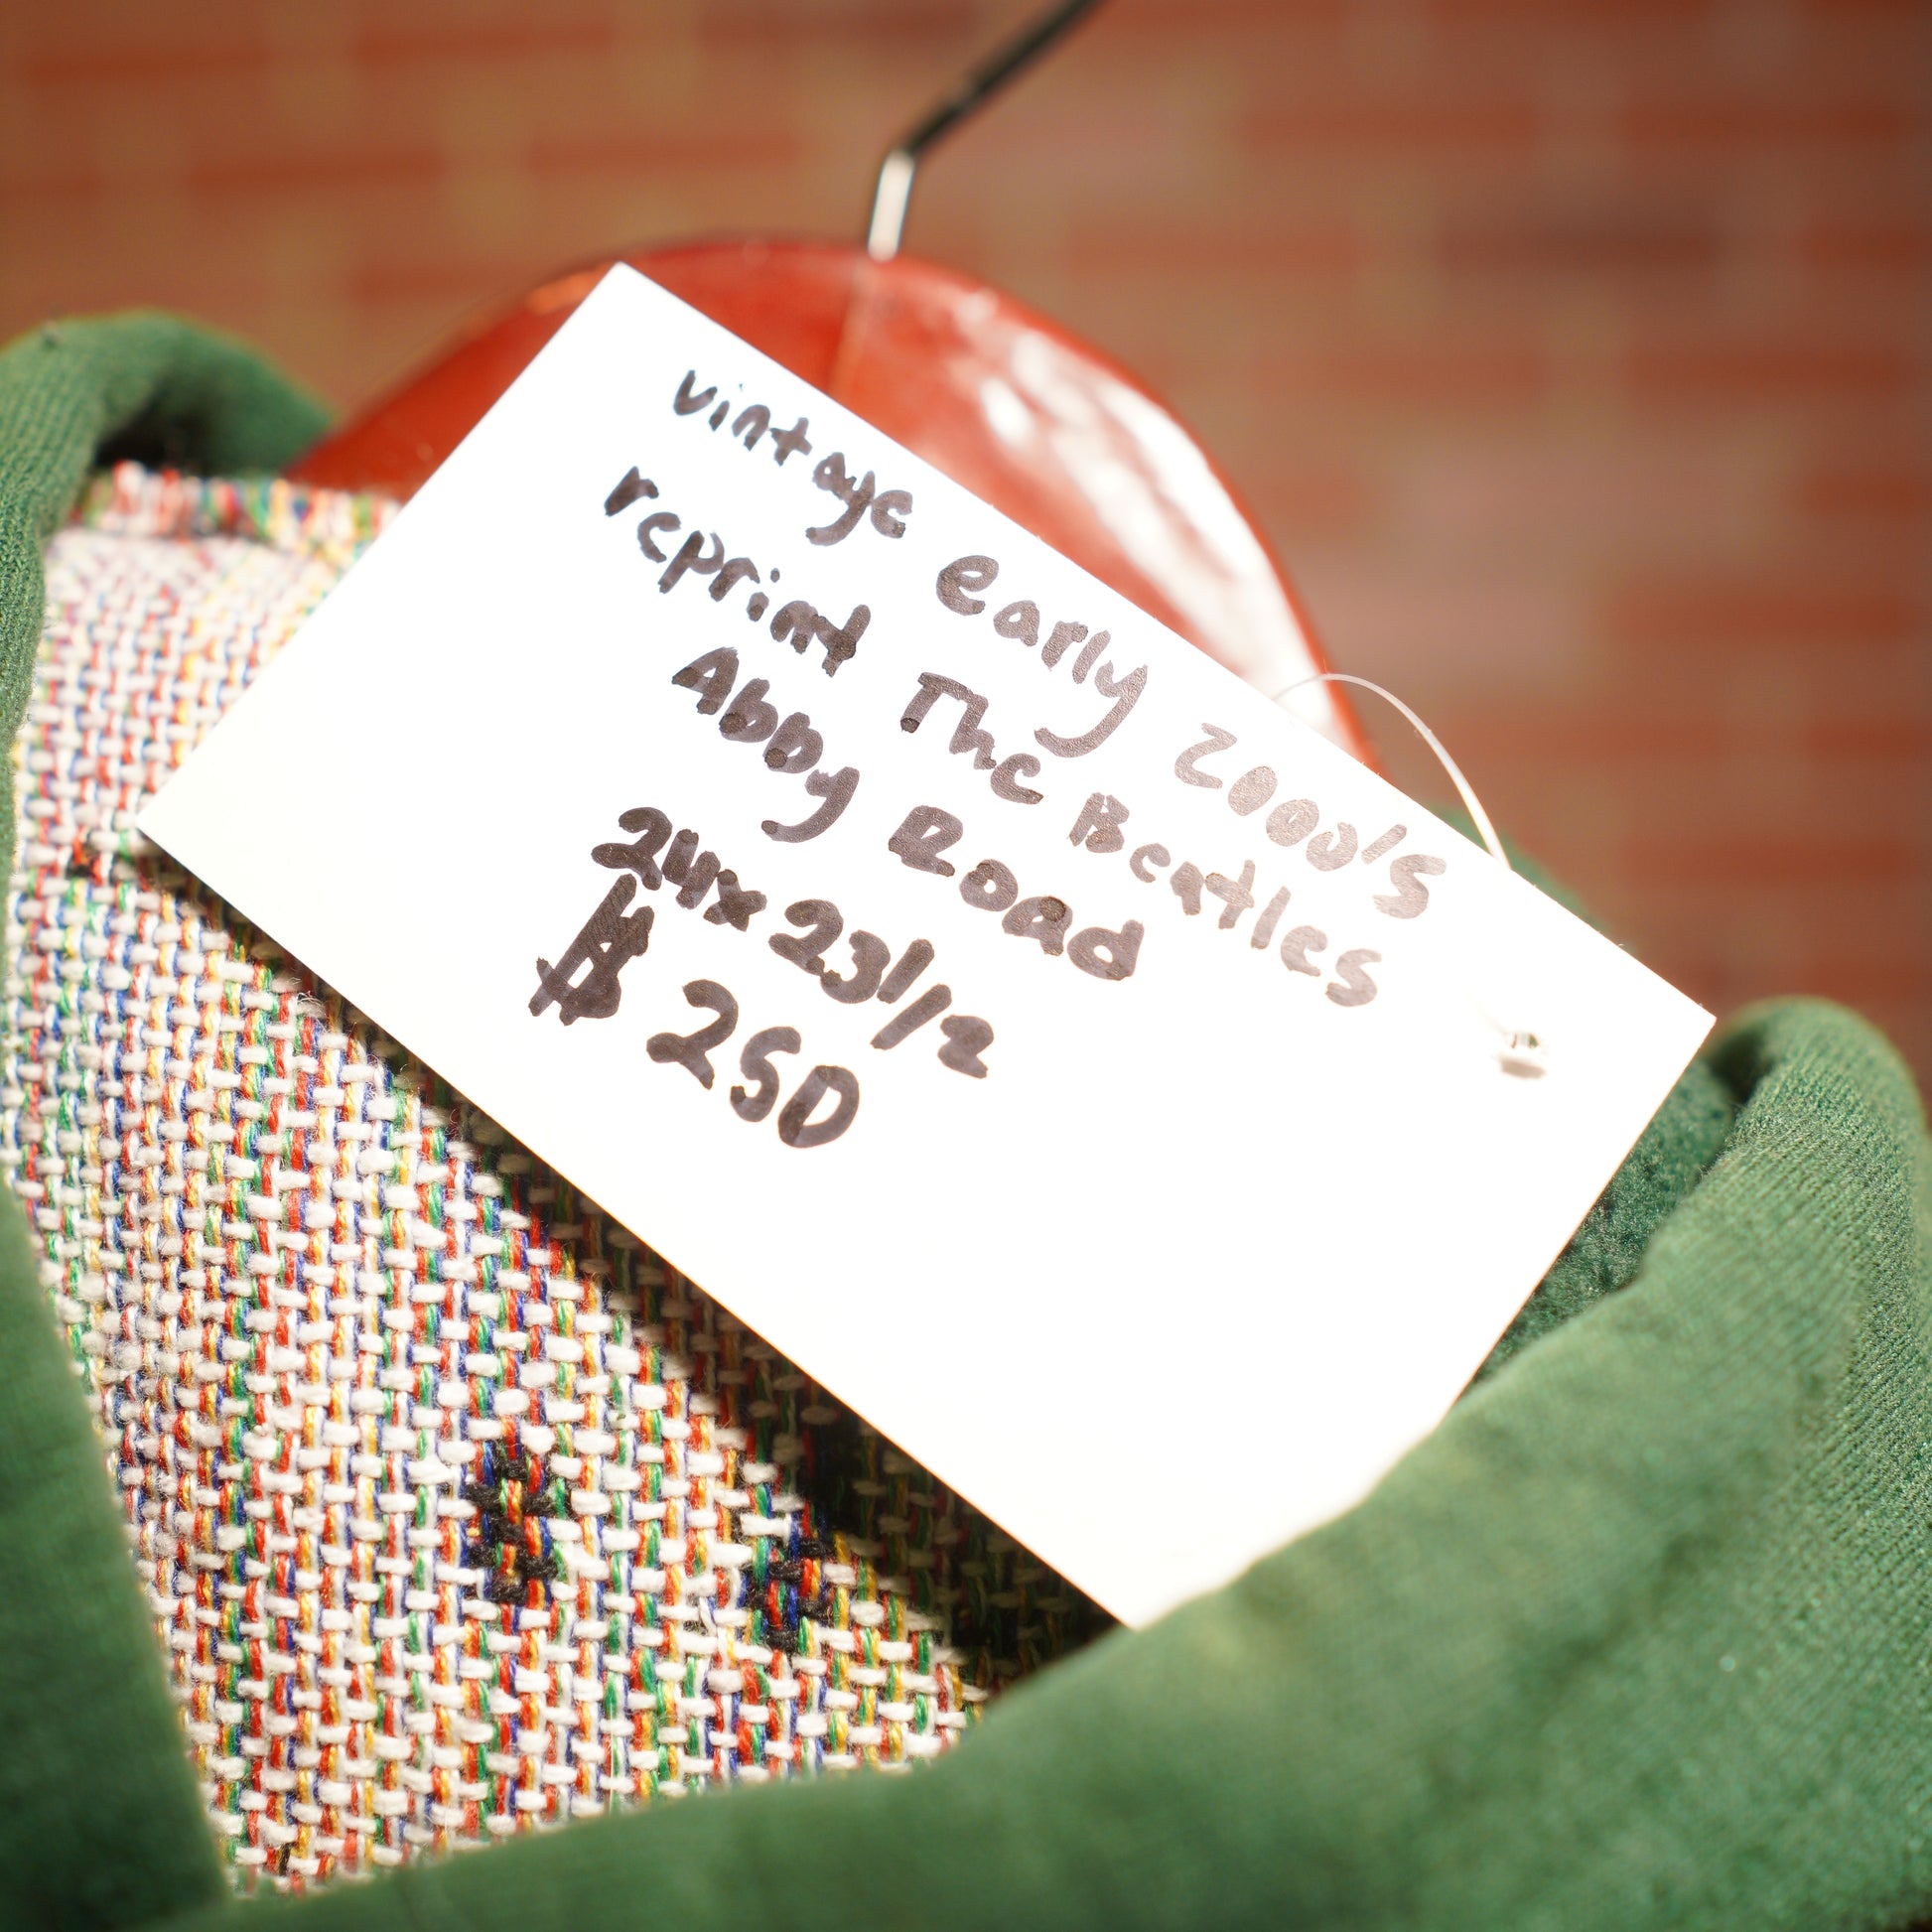 vintage early 2000's
reprint The Beatles
Abby Road
24x23 1/2
$ 250